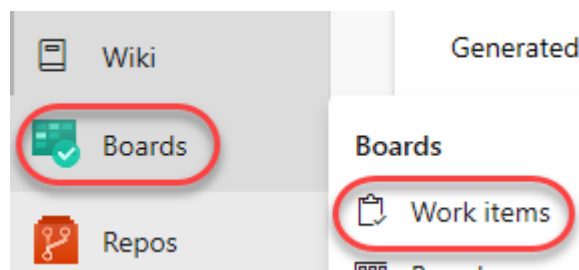 Wiki
Generated
Boards
Boards
Work items
Repos